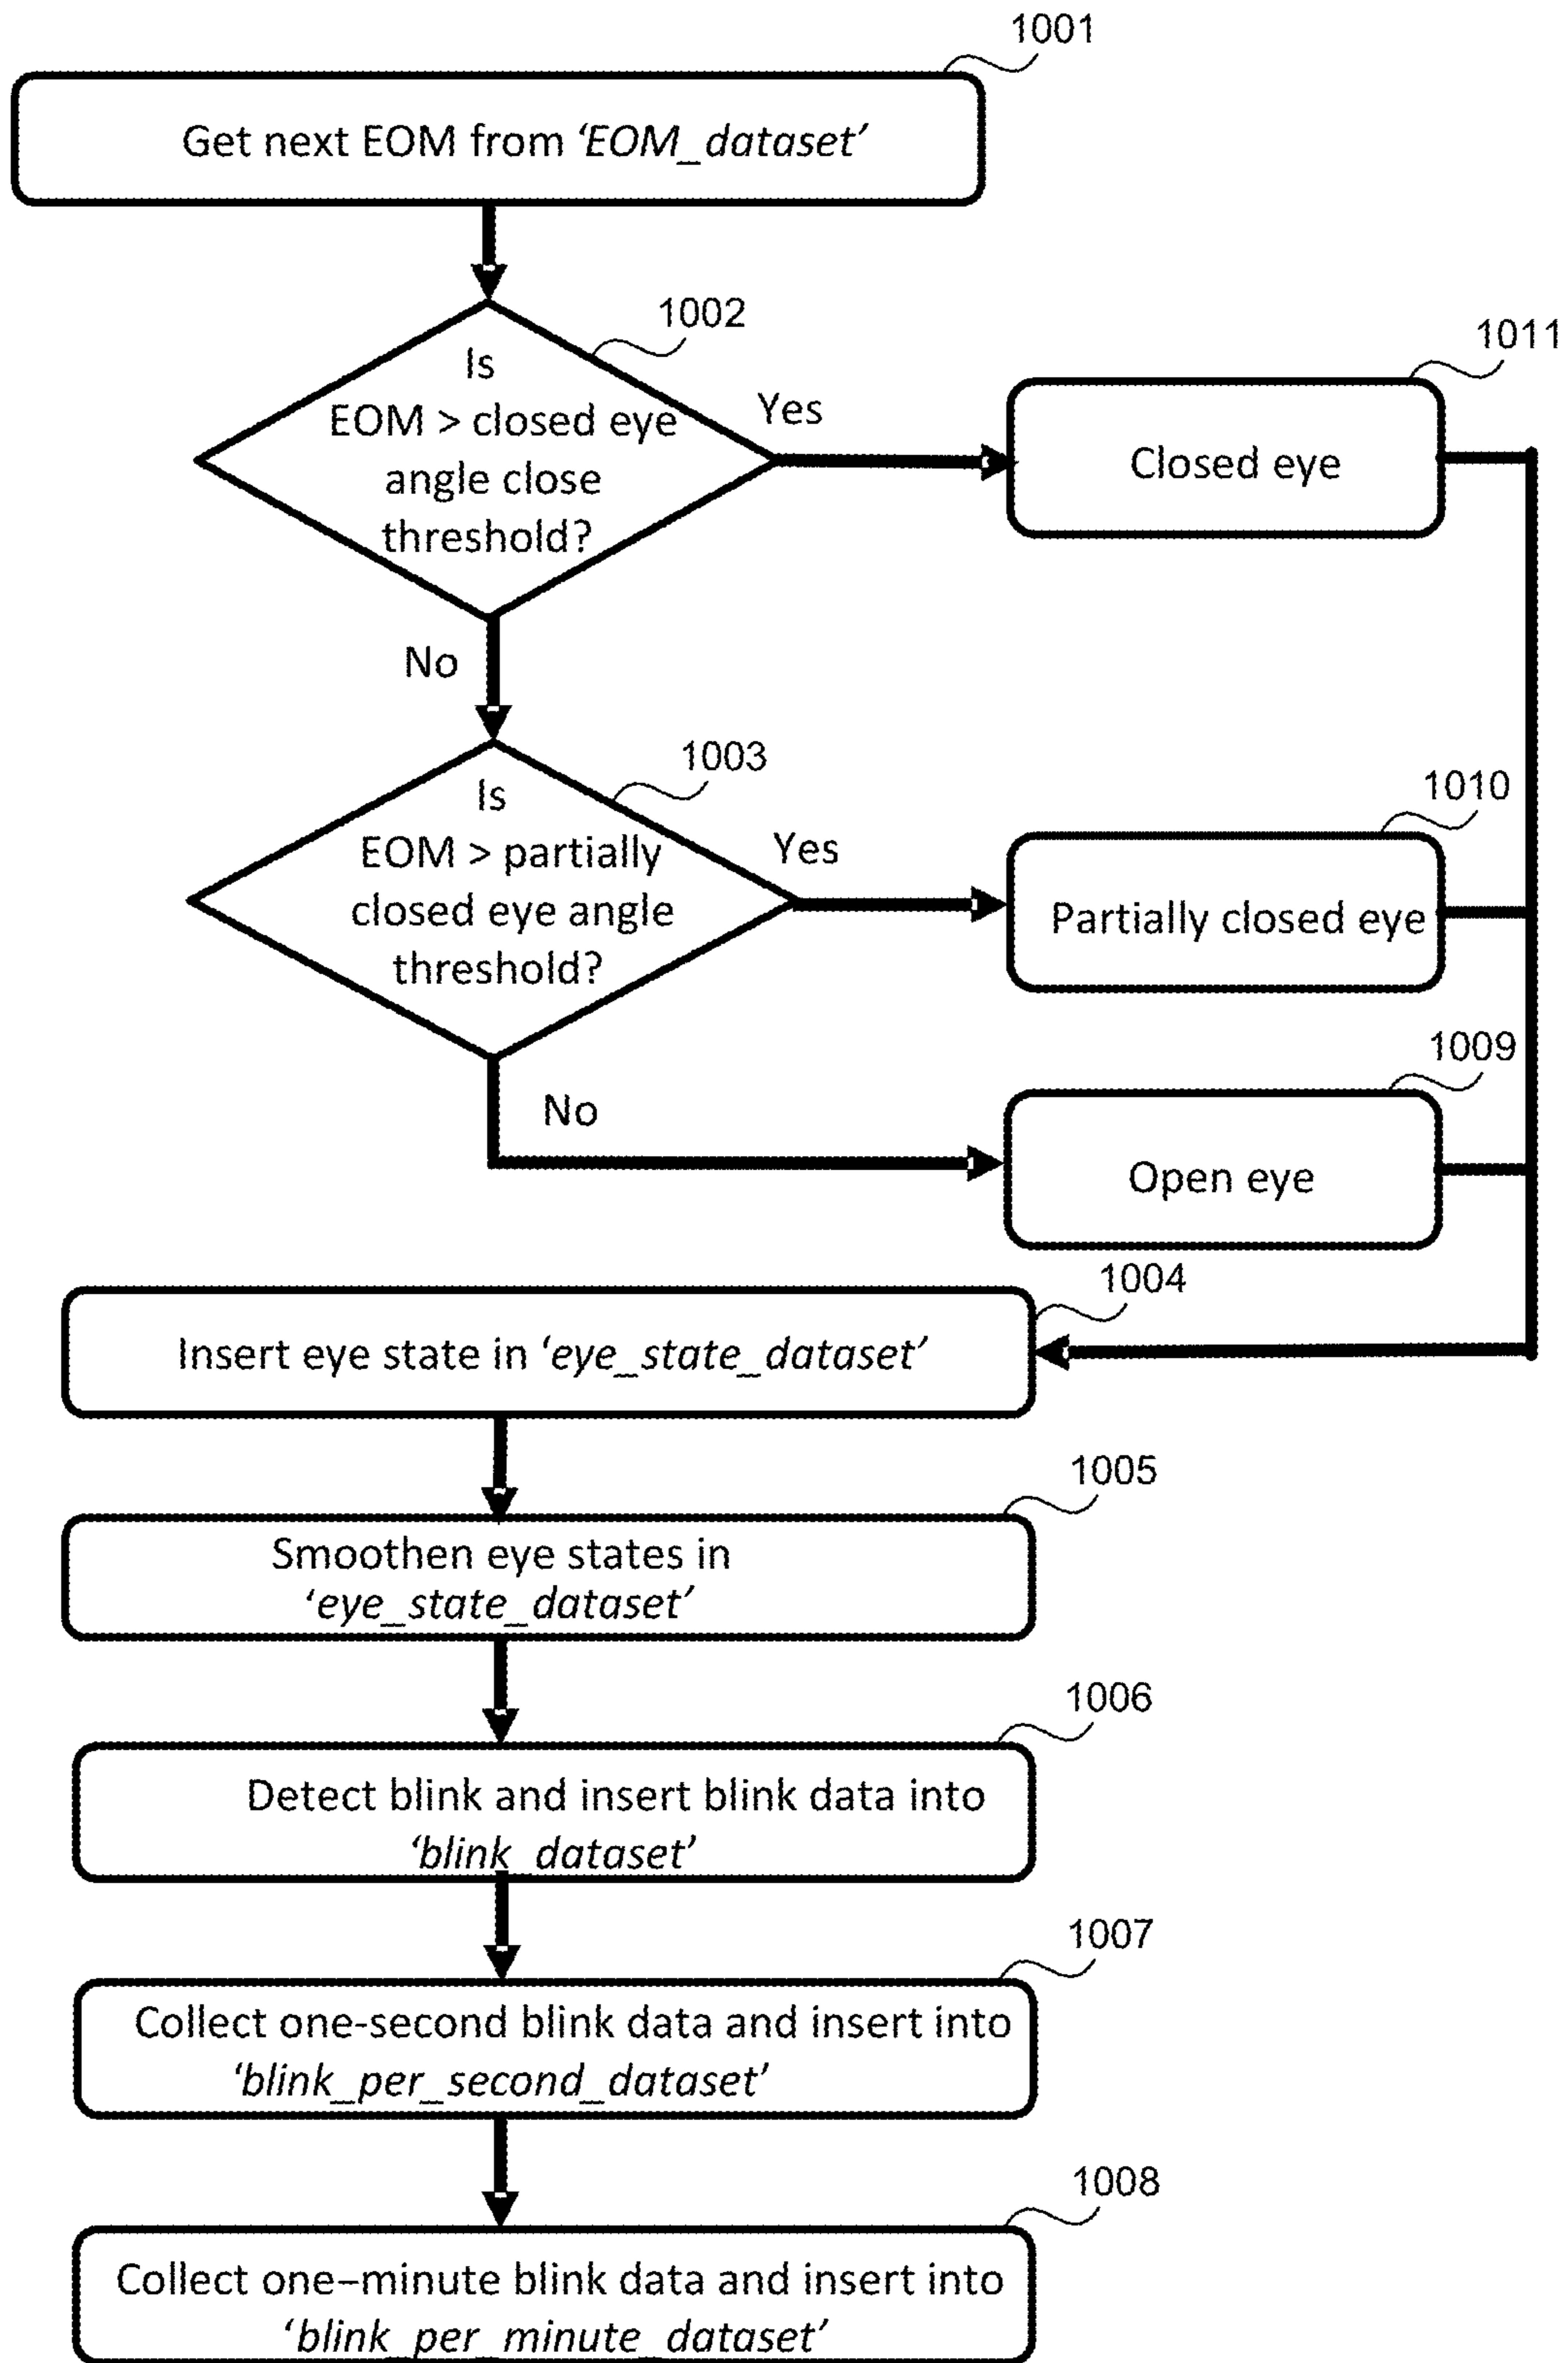 1001
Get next EOM from ‘EOM_dataset’
1002
Is
EOM > closed eye
angle close
threshold?
Yes
1011
Closed eye
No
1003
Is
EOM > partially
closed eye angle
threshold?
Yes
1010
Partially closed eye
No
1009
Open eye
1004
Insert eye state in ‘eye_state_dataset’
1005
Smoothen eye states in
‘eye_state_dataset’
1006
Detect blink and insert blink data into
‘blink_dataset’
1007
Collect one-second blink data and insert into
‘blink_per_second_dataset’
1008
Collect one–minute blink data and insert into
‘blink_per_minute_dataset’